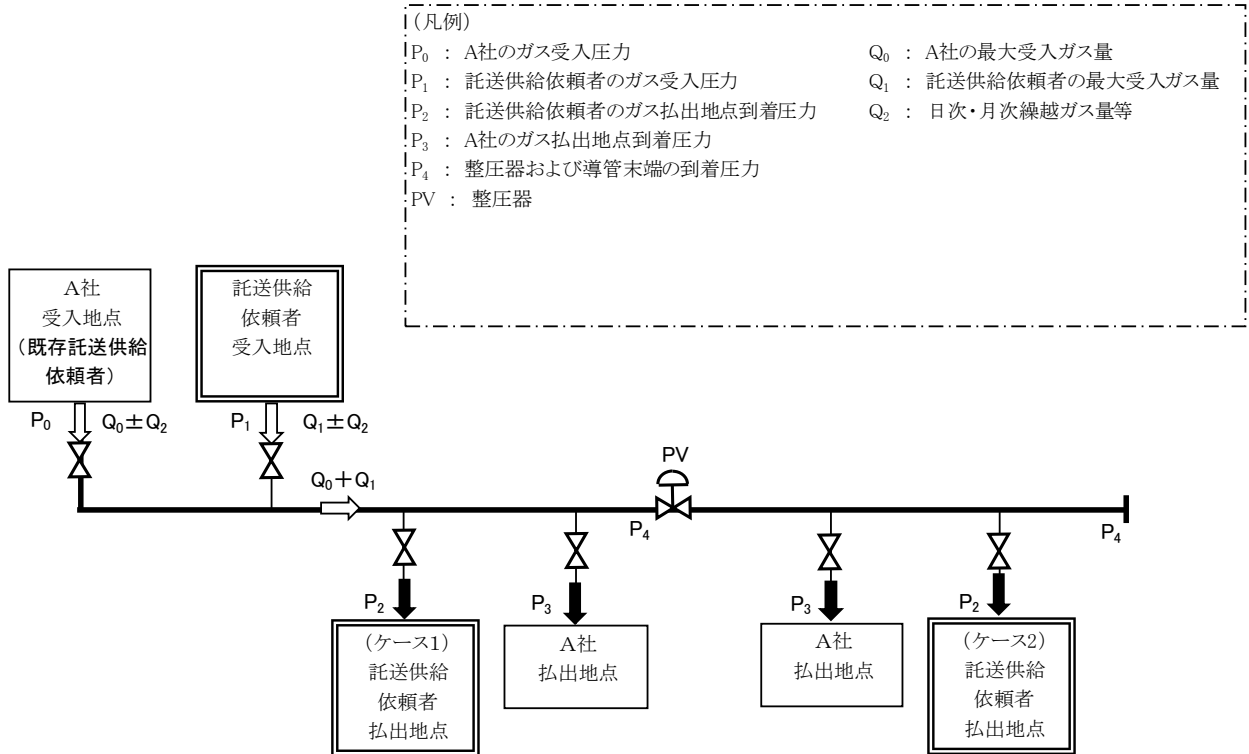 (凡例)
P0 : A社のガス受入圧力
Q0 : A社の最大受入ガス量
P1 : 託送供給依頼者のガス受入圧力
Q1 : 託送供給依頼者の最大受入ガス量
P2 : 託送供給依頼者のガス払出地点到着圧力
Q2 : 日次・月次繰越ガス量等
P3 : A社のガス払出地点到着圧力
P4 : 整圧器および導管末端の到着圧力
PV : 整圧器
A社
受入地点
(既存託送供給
依頼者)
託送供給
依頼者
受入地点
P0
Q0±Q2
P1
Q1±Q2
Q0+Q1
PV
P4
P4
P2
P3
P3
P2
(ケース1)
託送供給
依頼者
払出地点
A社
払出地点
A社
払出地点
(ケース2)
託送供給
依頼者
払出地点